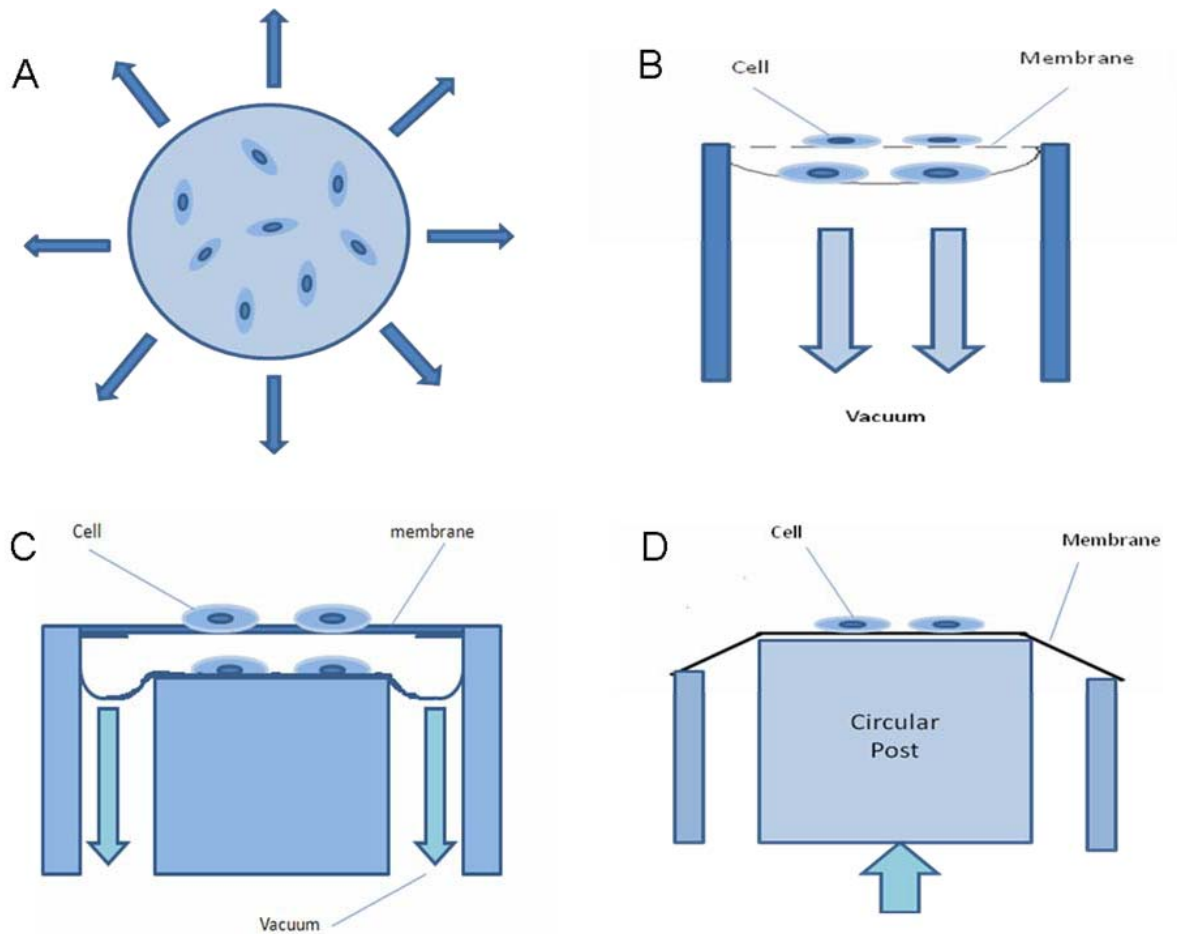 A
B
Cell
Membrane
Vacuum
C
Cell
membrane
Vacuum
D
Cell
Membrane
Circular
Post